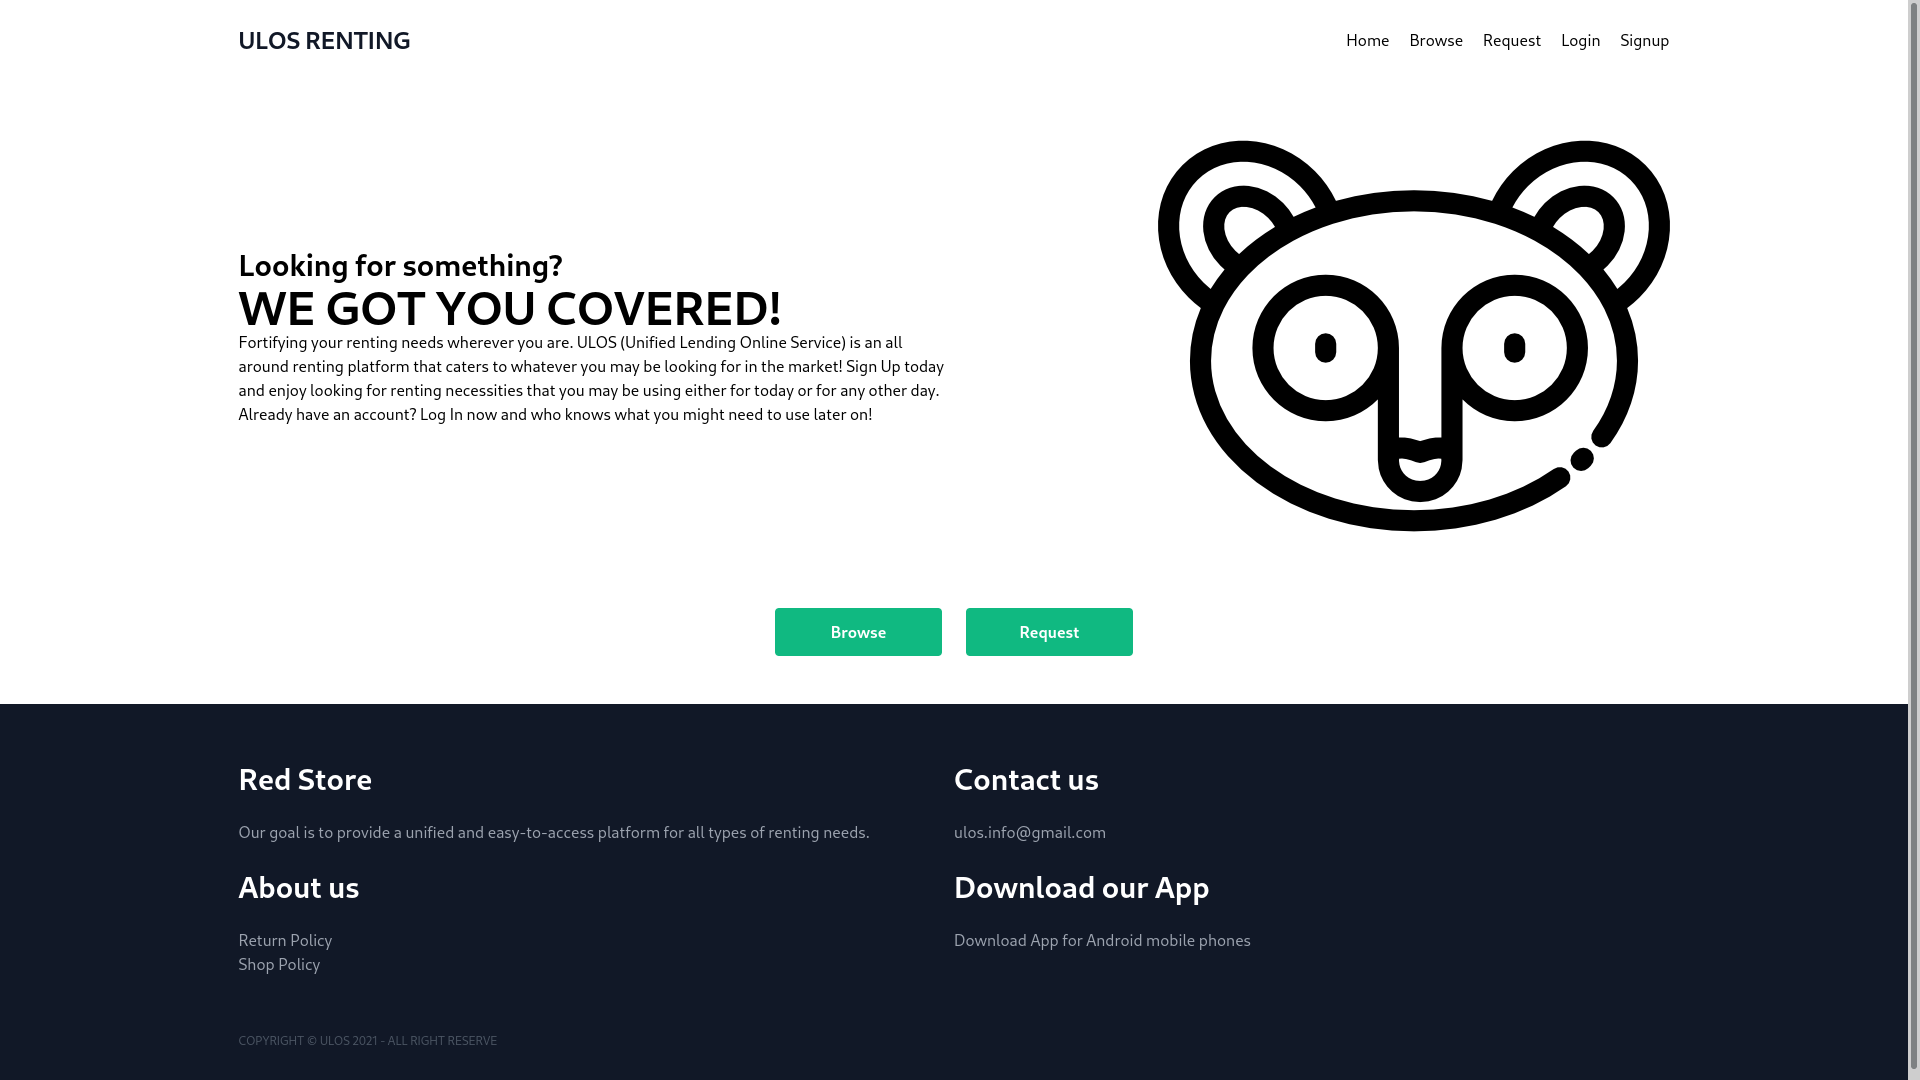 ULOS RENTING
Home
Browse
Request
Login
Signup
Looking for something?
WE GOT YOU COVERED!
Fortifying your renting needs wherever you are. ULOS (Unified Lending Online Service) is an all
around renting platform that caters to whatever you may be looking for in the market! Sign Up today
and enjoy looking for renting necessities that you may be using either for today or for any other day.
Already have an account? Log In now and who knows what you might need to use later on!
Browse
Request
Red Store
Our goal is to provide a unified and easy-to-access platform for all types of renting needs.
Contact us
ulos.info@gmail.com
About us
Return Policy
Shop Policy
Download our App
Download App for Android mobile phones
COPYRIGHT © ULOS 2021 - ALL RIGHT RESERVE